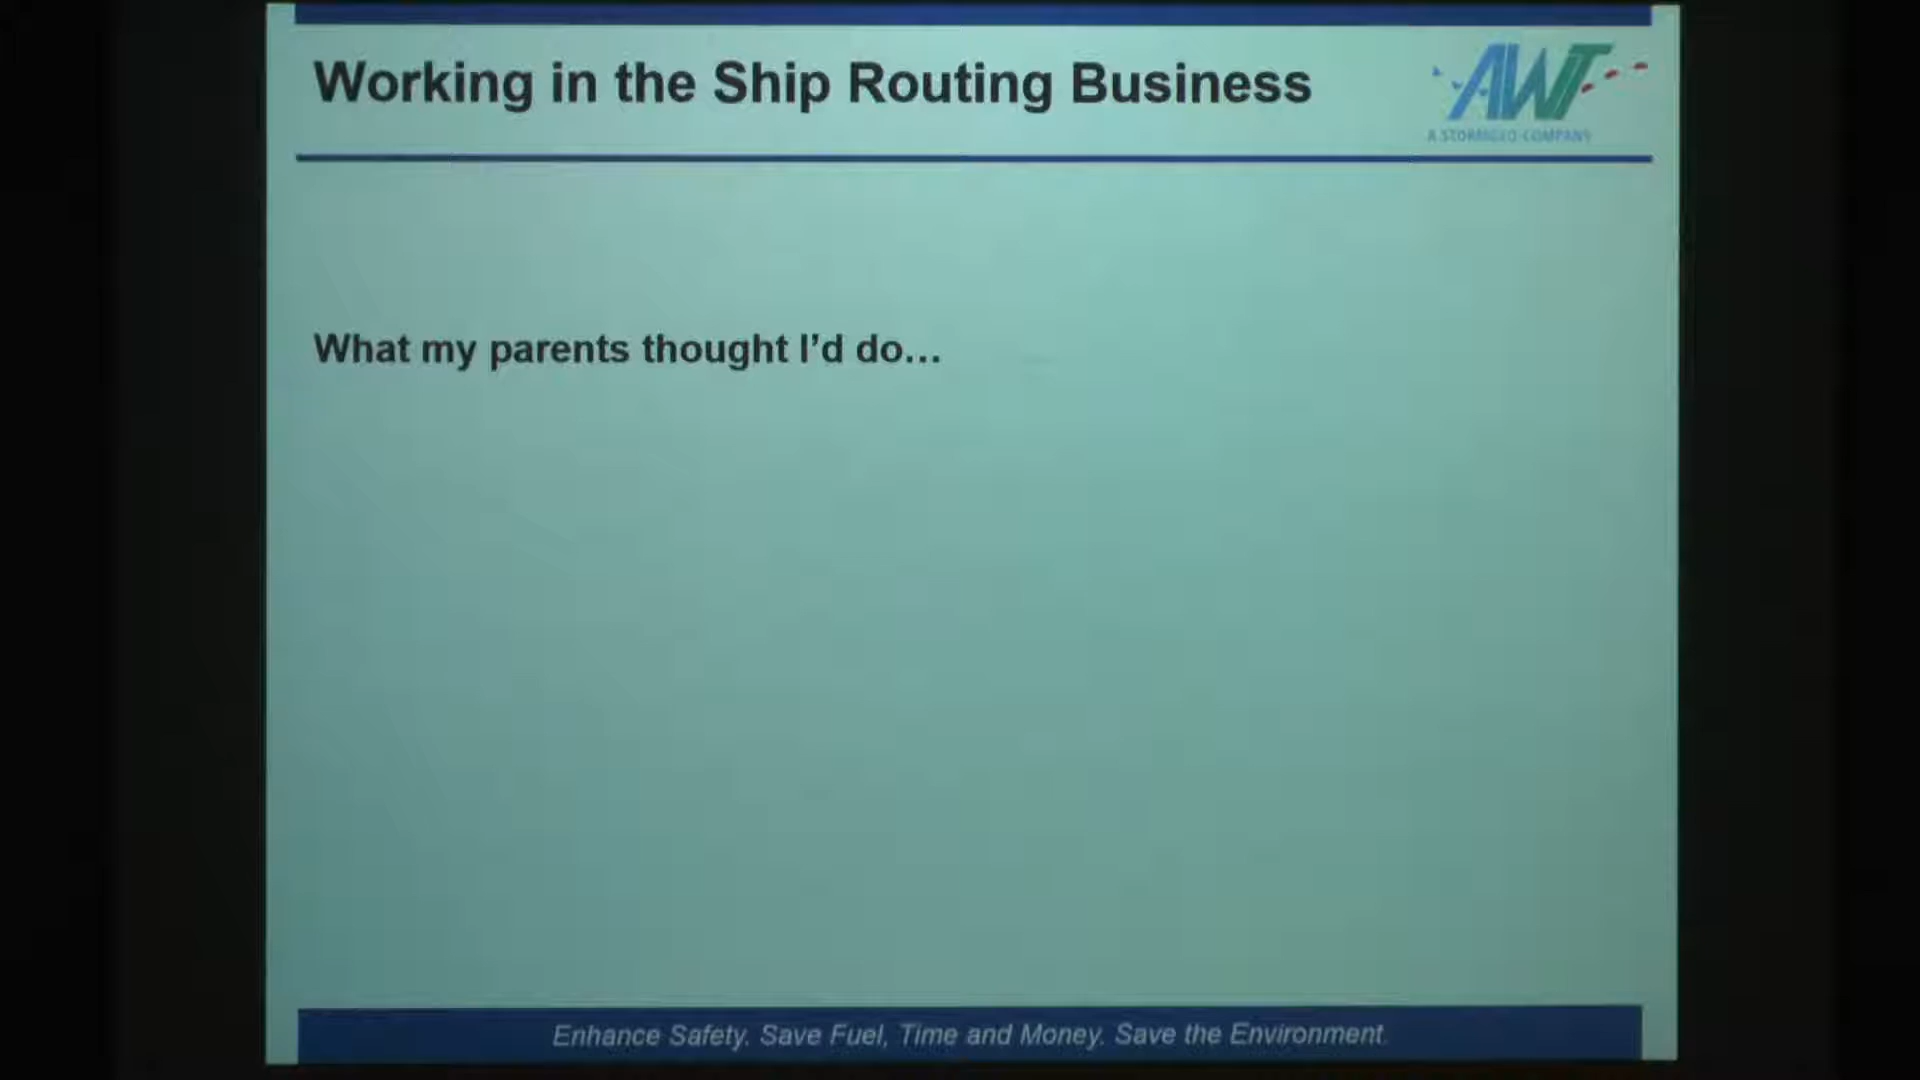 Working in the Ship Routing Business
AWT
A STORMGEO COMPANY
What my parents thought I’d do…
Enhance Safety. Save Fuel, Time and Money. Save the Environment.